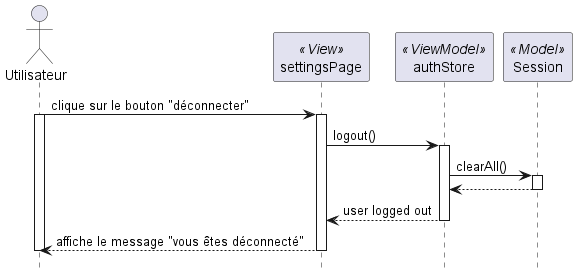 Utilisateur
«View»
settingsPage
«ViewModel»
authStore
«Model»
Session
clique sur le bouton "déconnecter"
logout()
clearAll()
user logged out
affiche le message "vous êtes déconnecté"